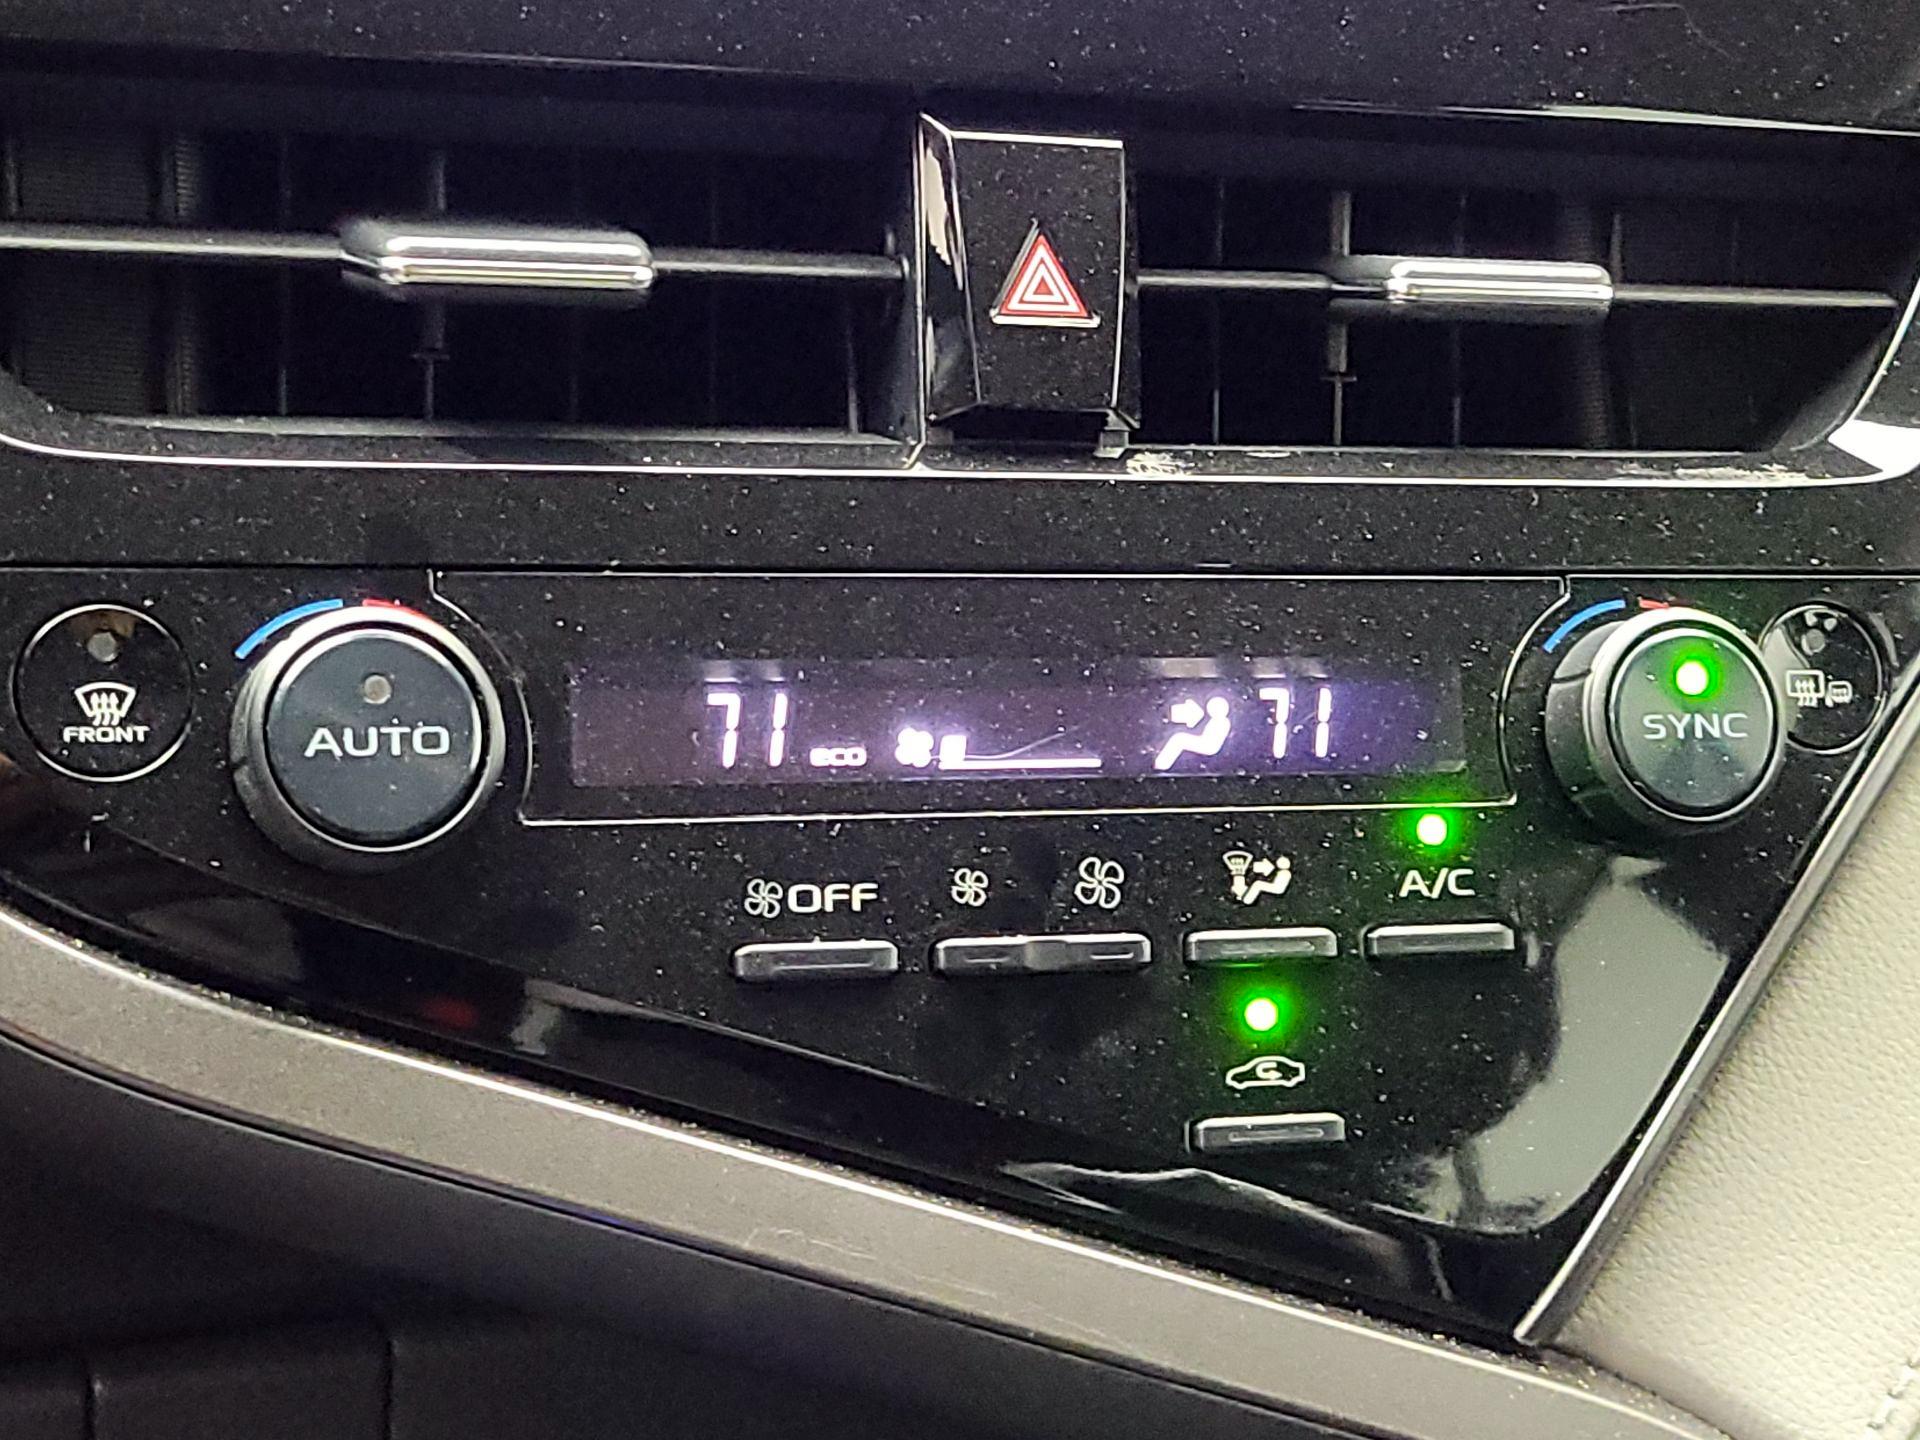 FRONT
AUTO
71 eco 71
SYNC
OFF
A/C